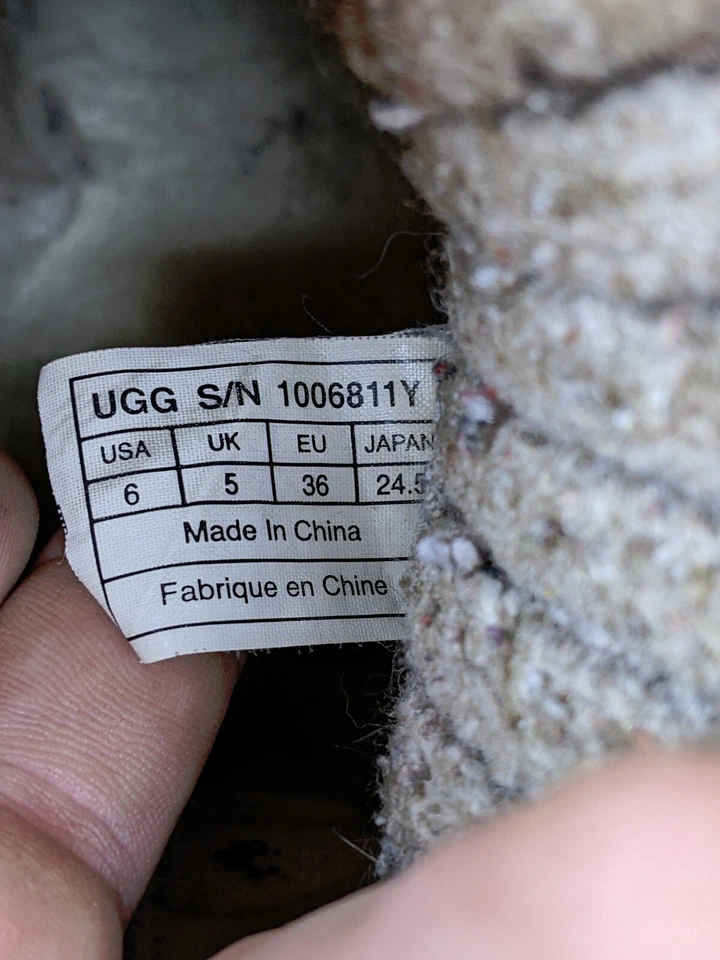 UGG S/N 1006811Y
USA UK EU JAPAN
6 5 36 24.5
Made In China
Fabrique en Chine